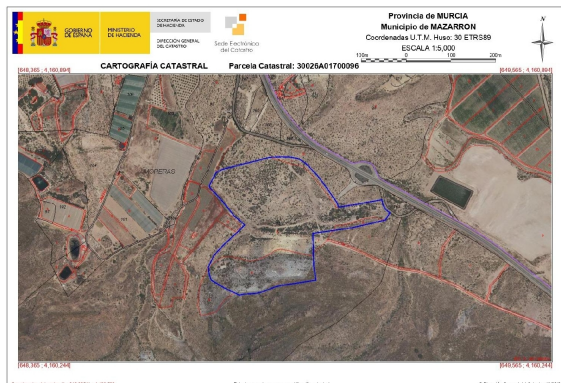 GOBIERNO
DE ESPAÑA
MINISTERIO
DE HACIENDA
SECRETARÍA DE ESTADO
DE HACIENDA
DIRECCIÓN GENERAL
DEL CATASTRO
Sede Electrónica
del Catastro
Provincia de MURCIA
Municipio de MAZARRON
Coordenadas U.T.M. Huso: 30 ETRS89
ESCALA 1:5,000
100m 0 100m 200m
N
CARTOGRAFÍA CATASTRAL
Parcela Catastral: 30026A01700096
[648,365 ; 4,160,894]
[649,565 ; 4,160,894]
MORERAS
[648,365 ; 4,160,244]
[649,565 ; 4,160,244]